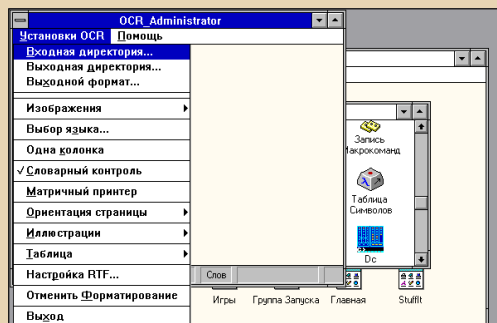 OCR_Administrator
Установки OCR Помощь
Входная директория...
Выходная директория...
Выходной формат...
Изображения
Выбор языка...
Одна колонка
√ Словарный контроль
Матричный принтер
Ориентация страницы
Иллюстрации
Таблица
Настройка RTF...
Отменить Форматирование
Выход
Слов
Запись
Макрокоманд
Таблица
Символов
Dc
Игры
Группа Запуска
Главная
StuffIt